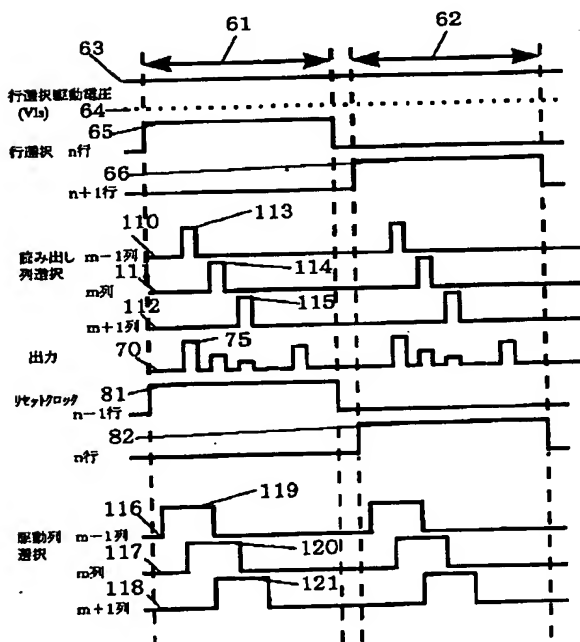 61
62
63
行選択駆動電圧
(Vls)
64
65
行選択 n行
66
n+1行
110
113
読み出し
列選択
m-1列
111
114
m列
112
115
m+1列
出力
70
75
リセットクロック
81
n-1行
82
n行
116
119
駆動列
選択
m-1列
117
120
m列
118
121
m+1列